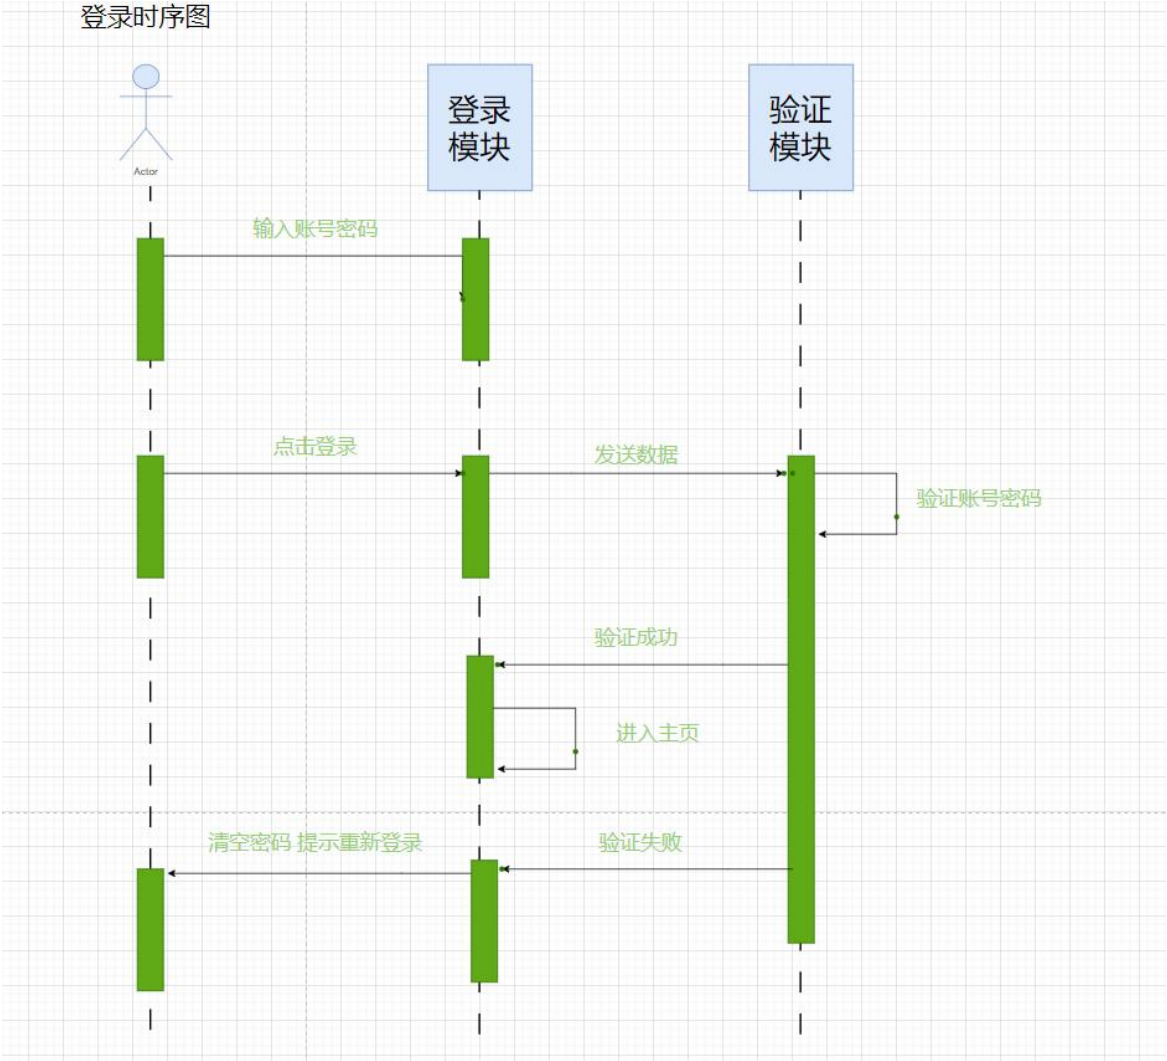 登录时序图
Actor
登录
模块
验证
模块
输入账号密码
点击登录
发送数据
验证账号密码
验证成功
进入主页
清空密码 提示重新登录
验证失败